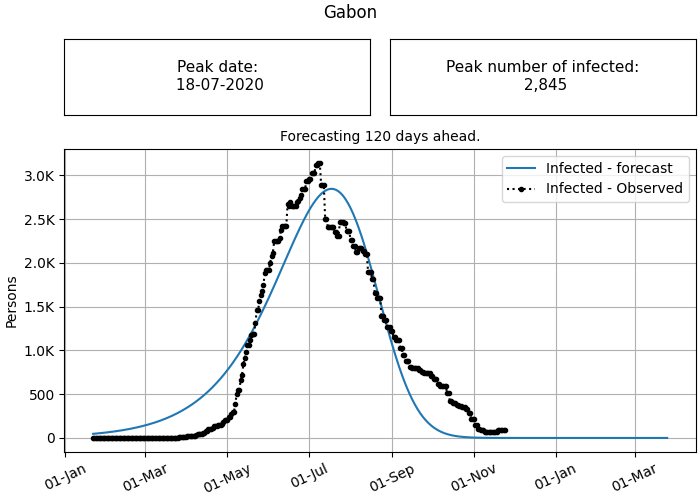 Gabon
Peak date:
18-07-2020
Peak number of infected:
2,845
Forecasting 120 days ahead.
Infected - forecast
Infected - Observed
Persons
3.0K
2.5K
2.0K
1.5K
1.0K
500
0
01-Jan
01-Mar
01-May
01-Jul
01-Sep
01-Nov
01-Jan
01-Mar